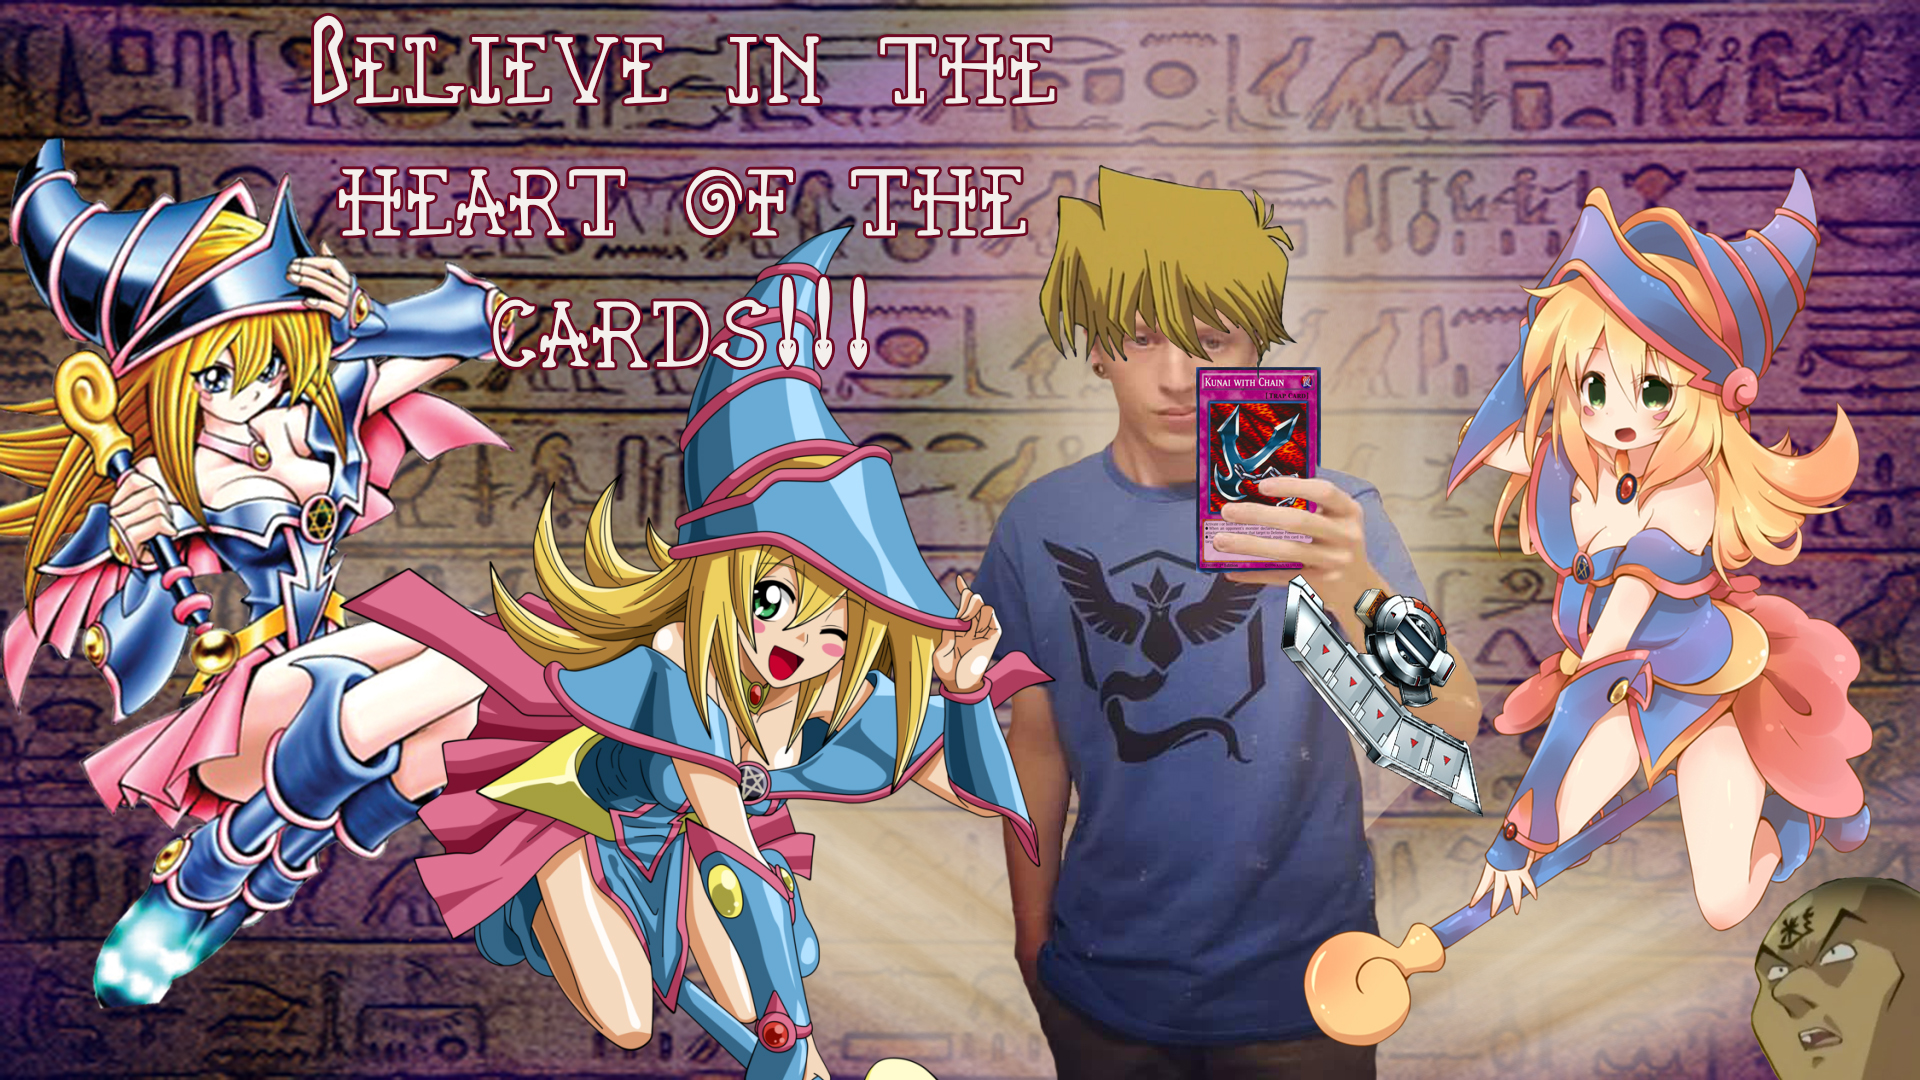 Believe in the
heart of the
cards!!!
Kunai with Chain
[Trap Card]